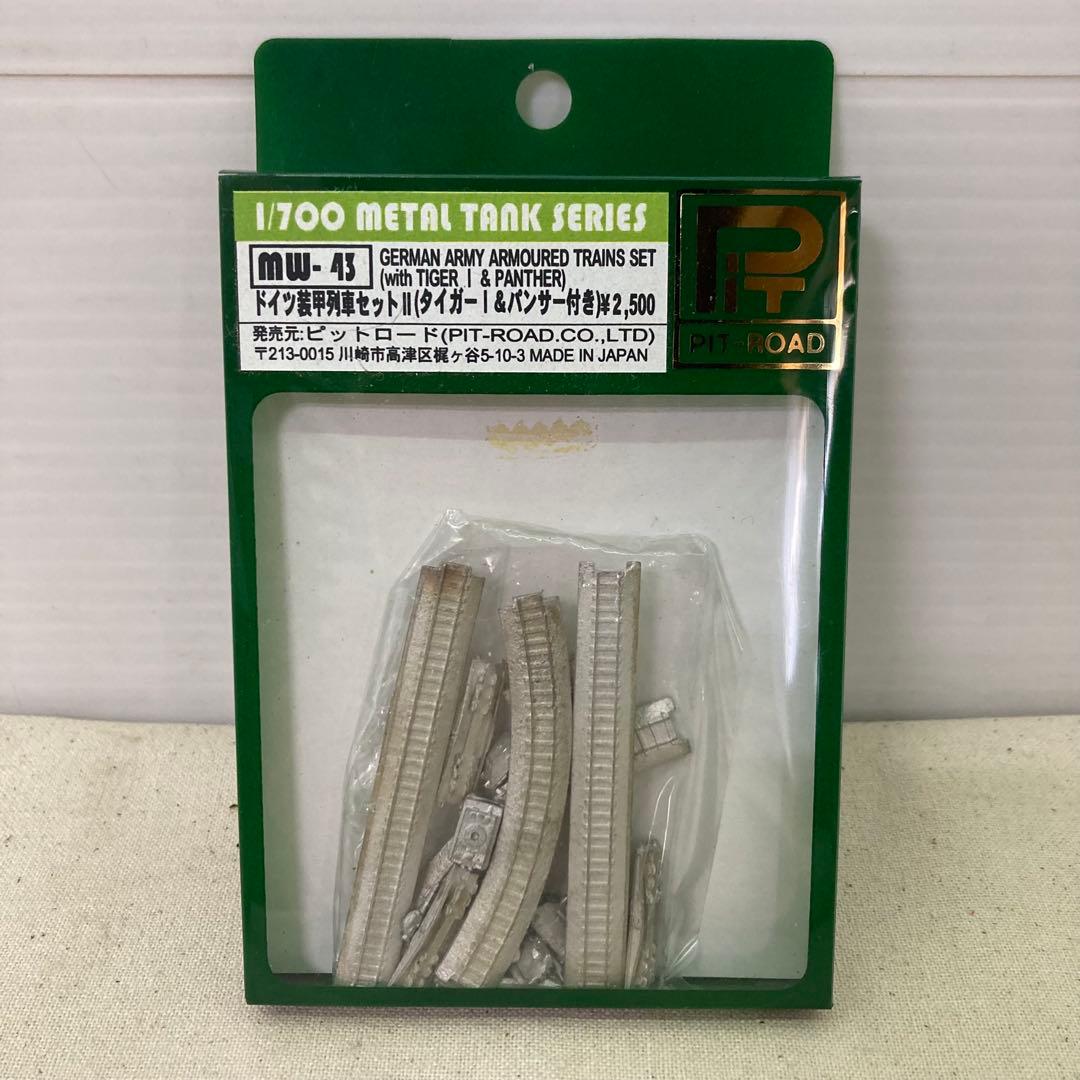 1/700 METAL TANK SERIES
MW- 43
GERMAN ARMY ARMOURED TRAINS SET
(with TIGER Ⅰ & PANTHER)
ドイツ装甲列車セットⅡ(タイガーⅠ&パンサー付き)¥2,500
発売元:ピットロード(PIT-ROAD.CO.,LTD)
〒213-0015 川崎市高津区梶ヶ谷5-10-3 MADE IN JAPAN
PiT
PIT-ROAD